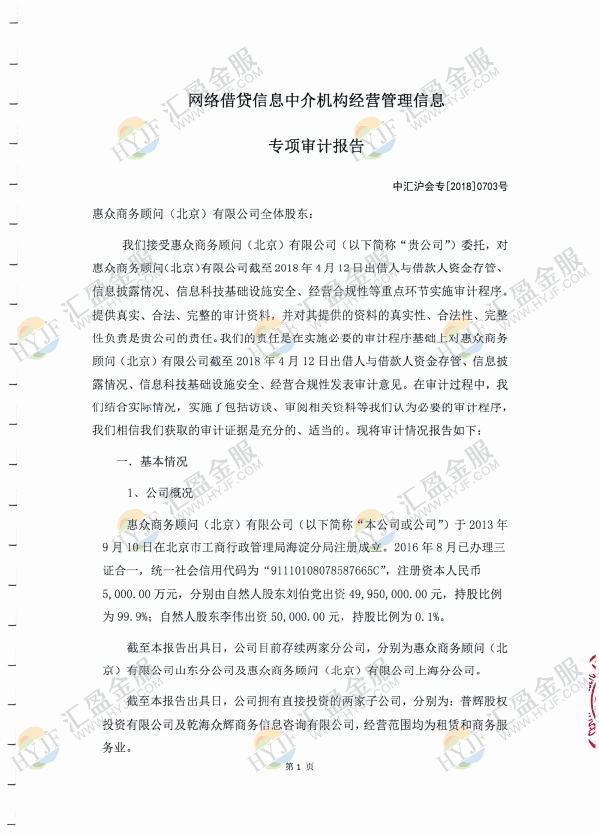 网络借贷信息中介机构经营管理信息
专项审计报告
中汇沪会专[2018]0703号
惠众商务顾问（北京）有限公司全体股东：
我们接受惠众商务顾问（北京）有限公司（以下简称“贵公司”）委托，对
惠众商务顾问（北京）有限公司截至2018年4月12日出借人与借款人资金存管、
信息披露情况、信息科技基础设施安全、经营合规性等重点环节实施审计程序。
提供真实、合法、完整的审计资料，并对其提供的资料的真实性、合法性、完整
性负责是贵公司的责任。我们的责任是在实施必要的审计程序基础上对惠众商务
顾问（北京）有限公司截至2018年4月12日出借人与借款人资金存管、信息披
露情况、信息科技基础设施安全、经营合规性发表审计意见。在审计过程中，我
们结合实际情况，实施了包括访谈、审阅相关资料等我们认为必要的审计程序，
我们相信我们获取的审计证据是充分的、适当的。现将审计情况报告如下：
一．基本情况
1、公司概况
惠众商务顾问（北京）有限公司（以下简称“本公司或公司”）于2013年
9月10日在北京市工商行政管理局海淀分局注册成立。2016年8月已办理三
证合一，统一社会信用代码为“91110108078587665C”，注册资本人民币
5,000.00万元，分别由自然人股东刘伯党出资49,950,000.00元，持股比例
为99.9%；自然人股东李伟出资50,000.00元，持股比例为0.1%。
截至本报告出具日，公司目前存续两家分公司，分别为惠众商务顾问（北
京）有限公司山东分公司及惠众商务顾问（北京）有限公司上海分公司。
截至本报告出具日，公司拥有直接投资的两家子公司，分别为：普辉股权
投资有限公司及乾海众辉商务信息咨询有限公司，经营范围均为租赁和商务服
务业。
第1页
HYJF 汇盈金服
WWW.HYJF.COM